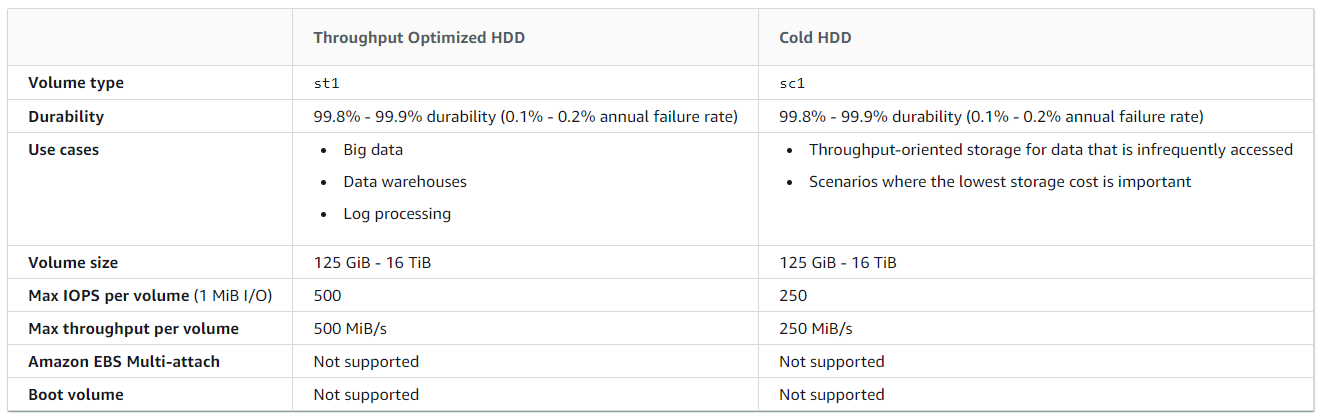 Throughput Optimized HDD Cold HDD
Volume type st1 sc1
Durability 99.8% - 99.9% durability (0.1% - 0.2% annual failure rate) 99.8% - 99.9% durability (0.1% - 0.2% annual failure rate)
Use cases • Big data • Throughput-oriented storage for data that is infrequently accessed
• Data warehouses • Scenarios where the lowest storage cost is important
• Log processing
Volume size 125 GiB - 16 TiB 125 GiB - 16 TiB
Max IOPS per volume (1 MiB I/O) 500 250
Max throughput per volume 500 MiB/s 250 MiB/s
Amazon EBS Multi-attach Not supported Not supported
Boot volume Not supported Not supported